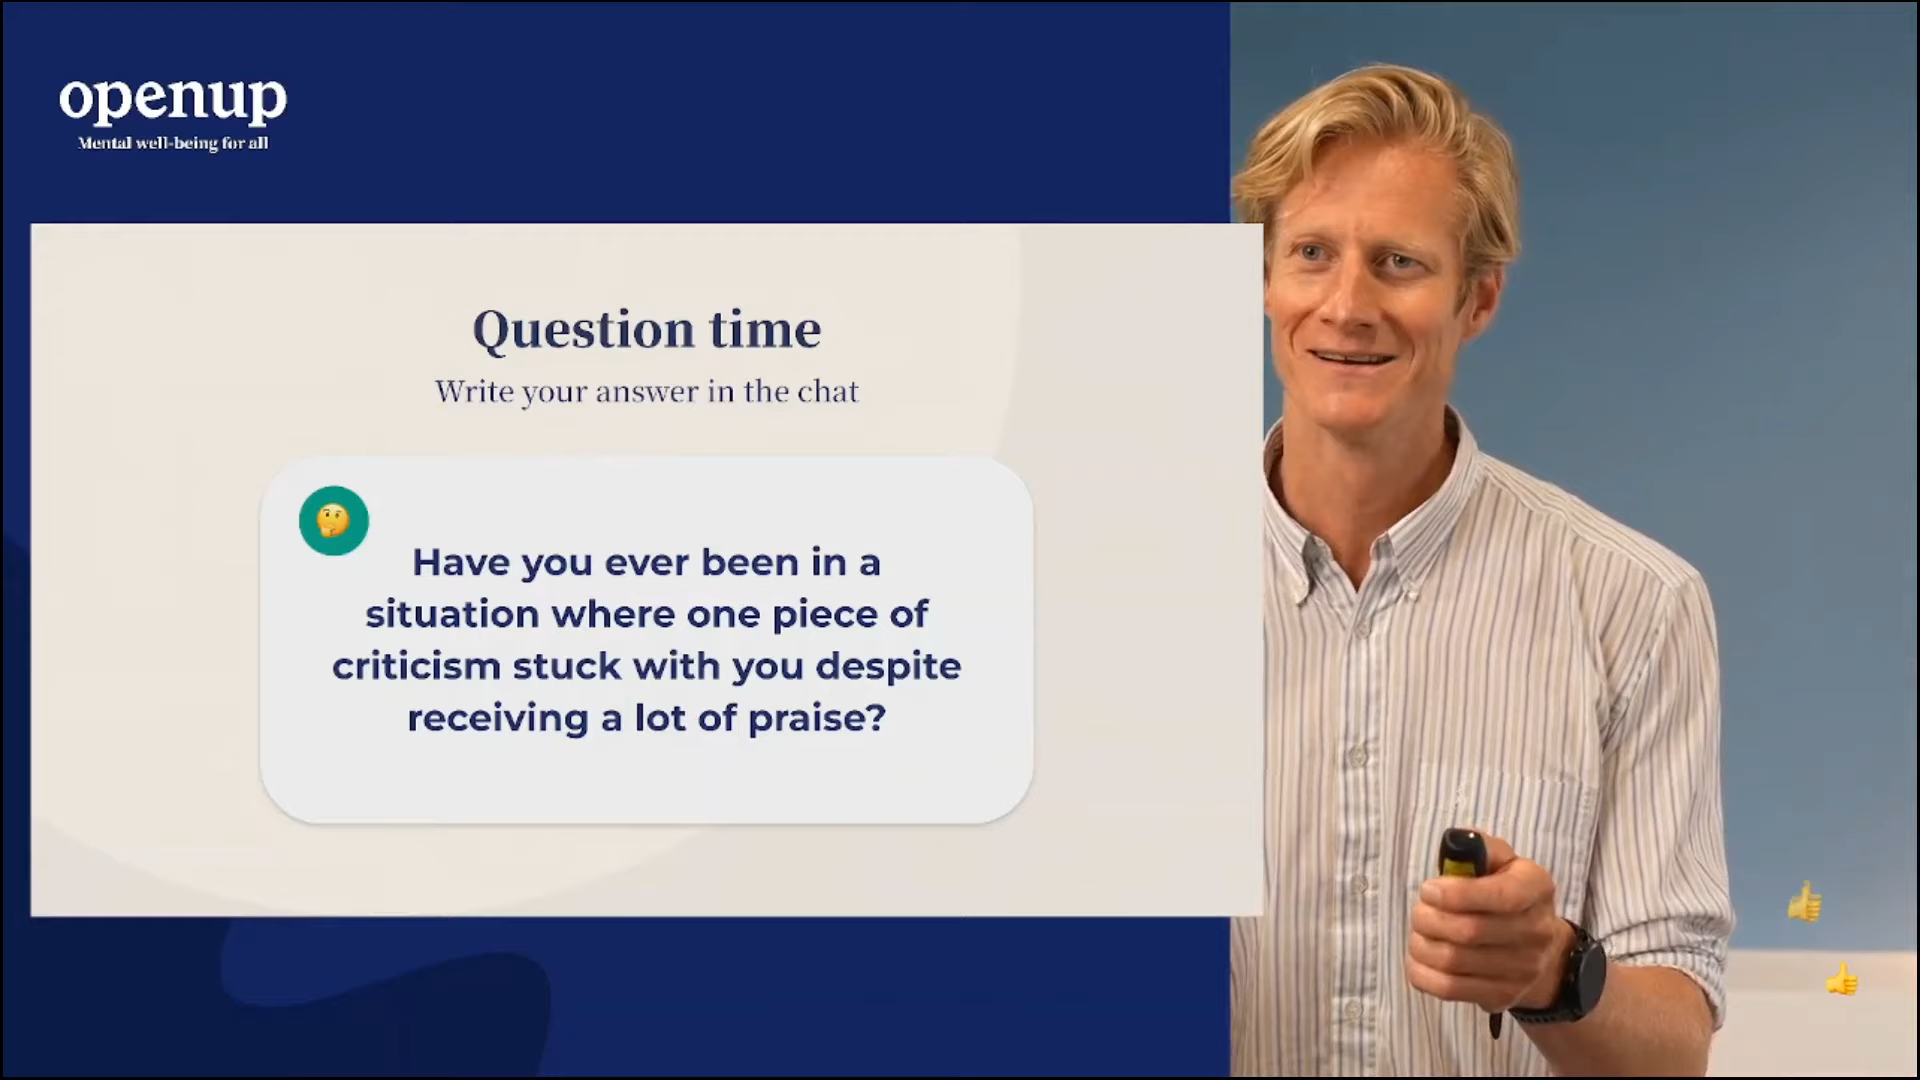 openup
Mental well-being for all
Question time
Write your answer in the chat
Have you ever been in a
situation where one piece of
criticism stuck with you despite
receiving a lot of praise?